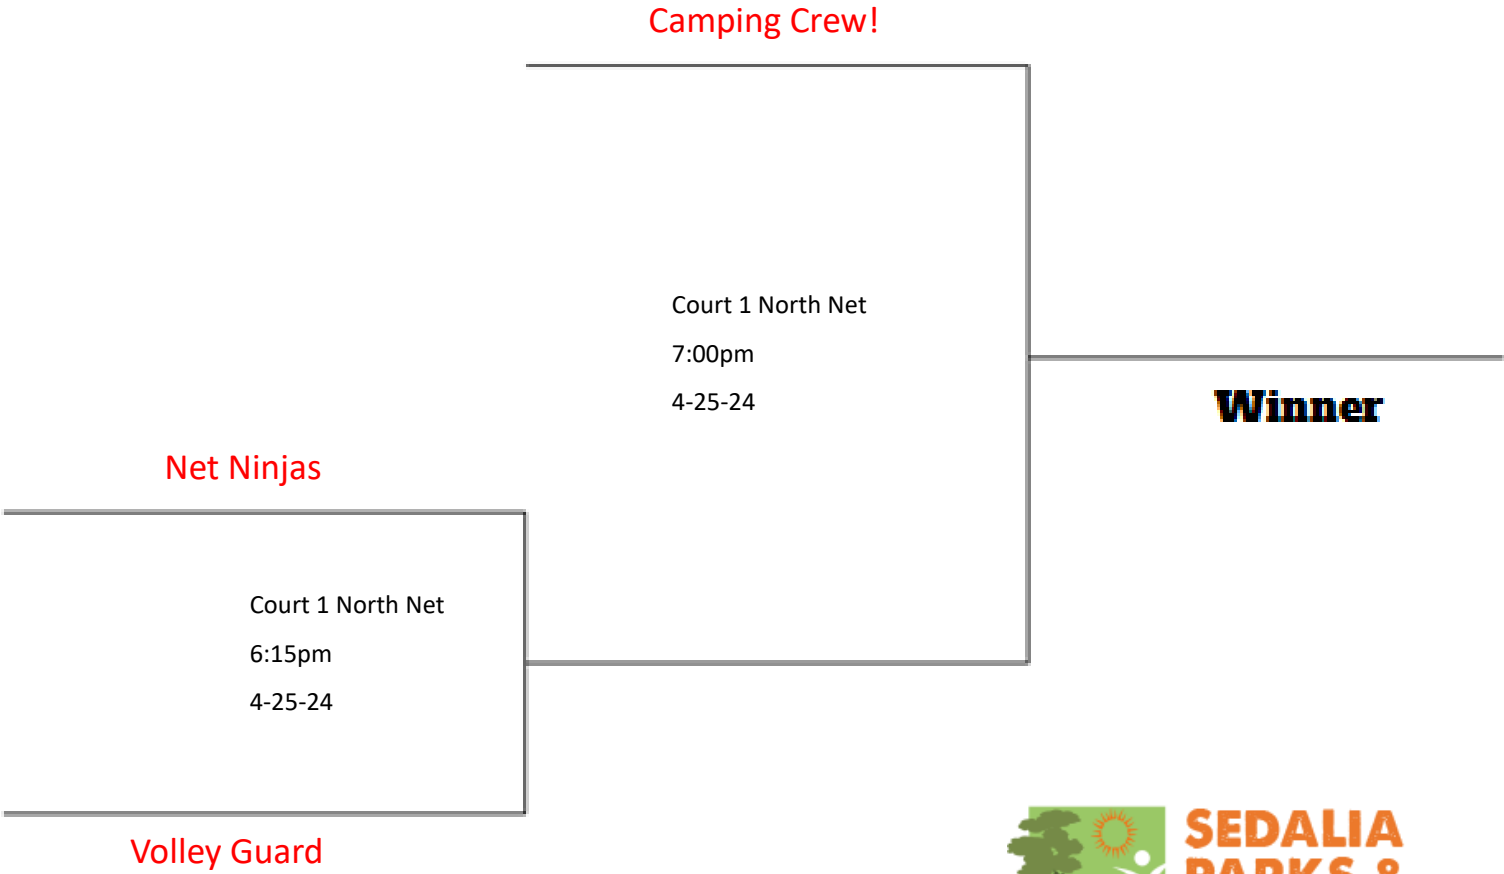 Camping Crew!
Court 1 North Net
7:00pm
4-25-24
Winner
Net Ninjas
Court 1 North Net
6:15pm
4-25-24
Volley Guard
SEDALIA
PARKS &